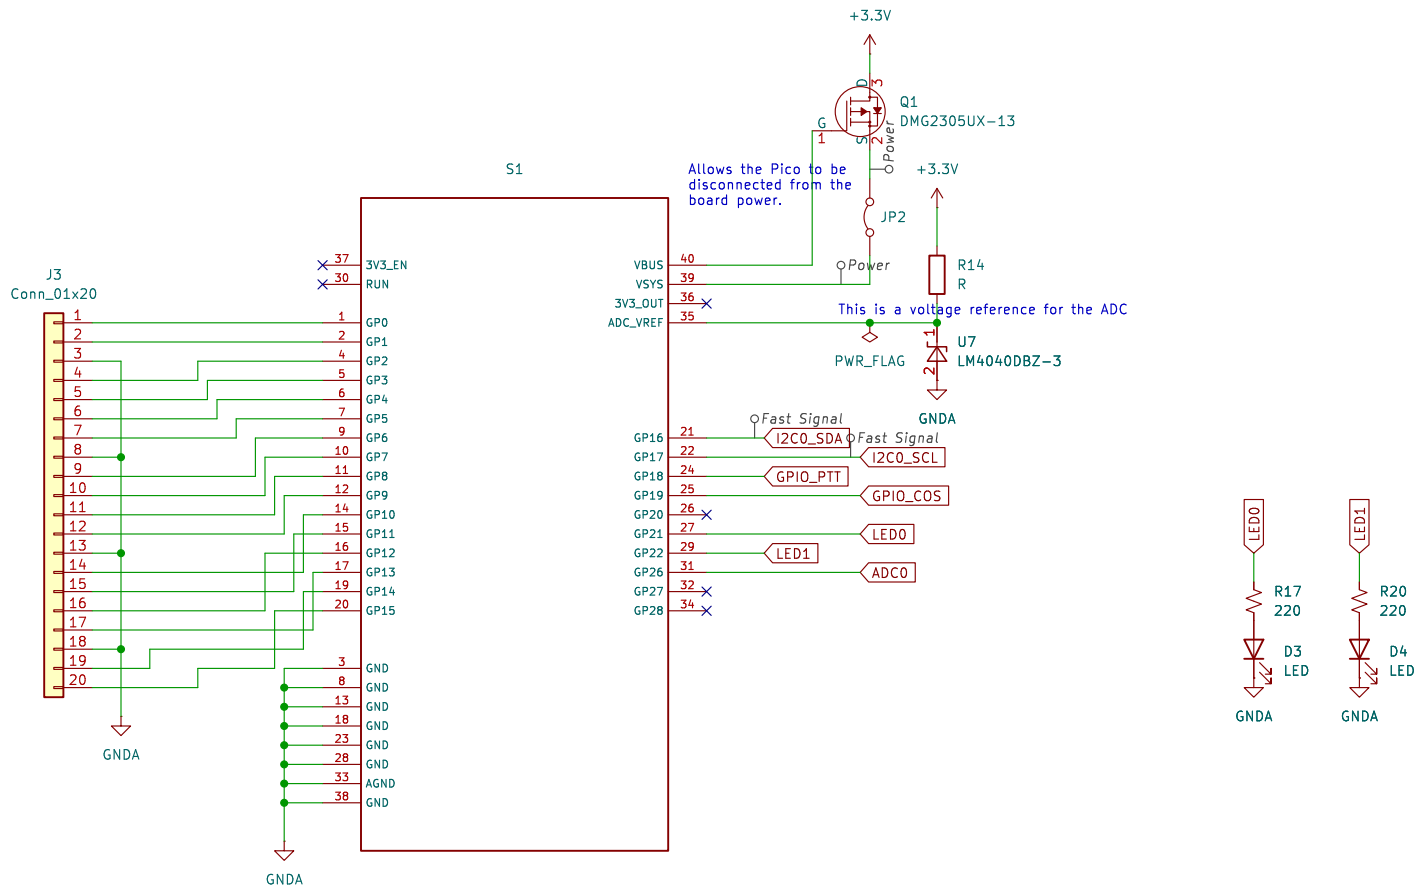 +3.3V
D
3
Q1
DMG2305UX-13
G
1
S
2
Power
S1
Allows the Pico to be
disconnected from the
board power.
+3.3V
JP2
J3
Conn_01x20
37 3V3_EN
30 RUN
VBUS 40
VSYS 39
3V3_OUT 36
ADC_VREF 35
Power
R14
R
This is a voltage reference for the ADC
PWR_FLAG
1
2
U7
LM4040DBZ-3
GNDA
1
2
3
4
5
6
7
8
9
10
11
12
13
14
15
16
17
18
19
20
GNDA
1 GP0
2 GP1
4 GP2
5 GP3
6 GP4
7 GP5
9 GP6
10 GP7
11 GP8
12 GP9
14 GP10
15 GP11
16 GP12
17 GP13
19 GP14
20 GP15
3 GND
8 GND
13 GND
18 GND
23 GND
28 GND
33 AGND
38 GND
GNDA
Fast Signal
GP16 21 I2C0_SDA
Fast Signal
GP17 22 I2C0_SCL
GP18 24 GPIO_PTT
GP19 25 GPIO_COS
GP20 26
GP21 27 LED0
GP22 29 LED1
GP26 31 ADC0
GP27 32
GP28 34
LED0
R17
220
D3
LED
GNDA
LED1
R20
220
D4
LED
GNDA